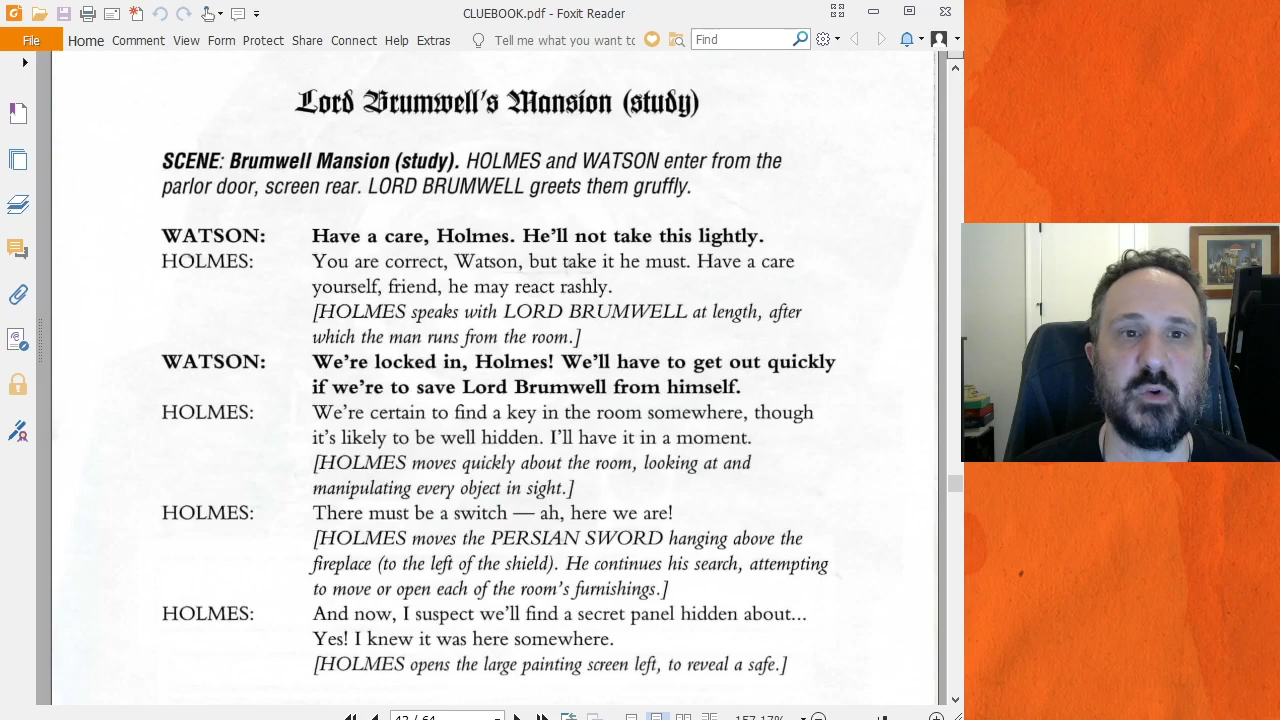 CLUEBOOK.pdf - Foxit Reader
File Home Comment View Form Protect Share Connect Help Extras Tell me what you want to Find
Lord Brumwell's Mansion (study)
SCENE: Brumwell Mansion (study). HOLMES and WATSON enter from the
parlor door, screen rear. LORD BRUMWELL greets them gruffly.
WATSON: Have a care, Holmes. He'll not take this lightly.
HOLMES: You are correct, Watson, but take it he must. Have a care
yourself, friend, he may react rashly.
[HOLMES speaks with LORD BRUMWELL at length, after
which the man runs from the room.]
WATSON: We're locked in, Holmes! We'll have to get out quickly
if we're to save Lord Brumwell from himself.
HOLMES: We're certain to find a key in the room somewhere, though
it's likely to be well hidden. I'll have it in a moment.
[HOLMES moves quickly about the room, looking at and
manipulating every object in sight.]
HOLMES: There must be a switch — ah, here we are!
[HOLMES moves the PERSIAN SWORD hanging above the
fireplace (to the left of the shield). He continues his search, attempting
to move or open each of the room's furnishings.]
HOLMES: And now, I suspect we'll find a secret panel hidden about...
Yes! I knew it was here somewhere.
[HOLMES opens the large painting screen left, to reveal a safe.]
157.17%